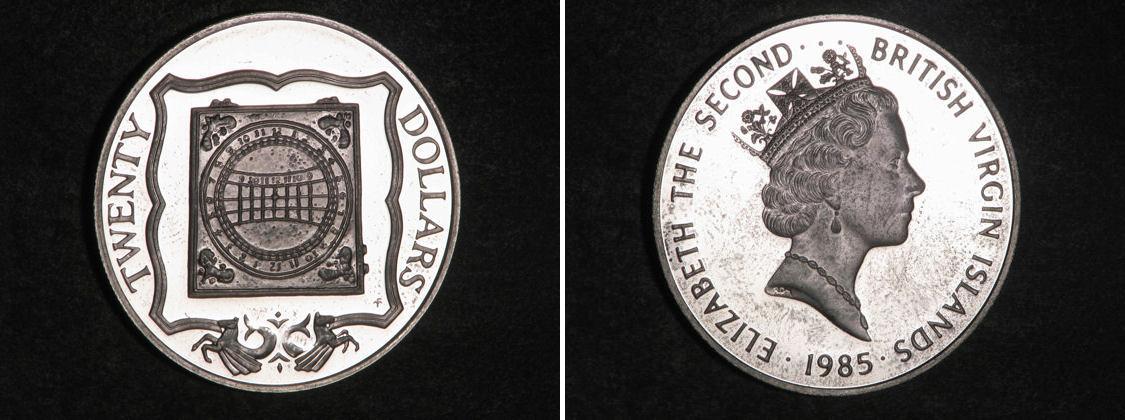 TWENTY
DOLLARS
ELIZABETH THE SECOND · · · BRITISH VIRGIN ISLANDS
· 1985 ·